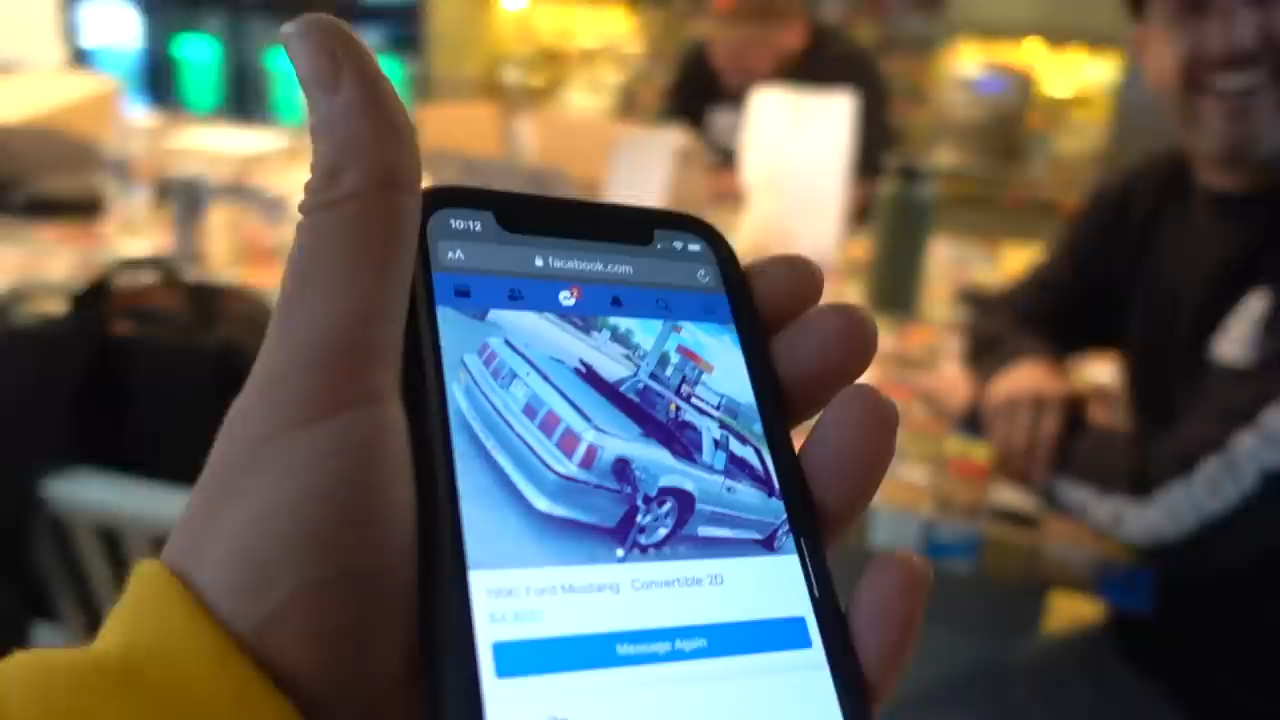 10:12
AA
facebook.com
Ford Mustang Convertible 2D
Message Again